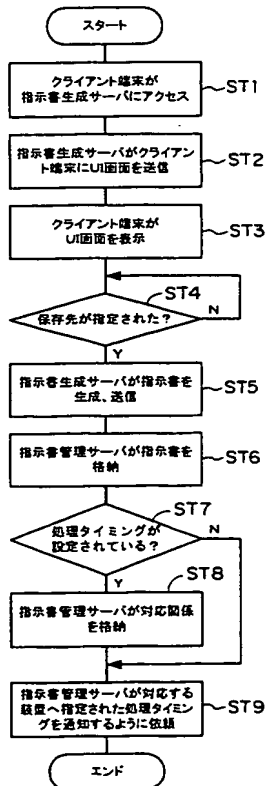 スタート
クライアント端末が
指示書生成サーバにアクセス
ST1
指示書生成サーバがクライアン
ト端末にUI画面を送信
ST2
クライアント端末が
UI画面を表示
ST3
ST4
保存先が指定された?
N
Y
指示書生成サーバが指示書を
生成、送信
ST5
指示書管理サーバが指示書を
格納
ST6
ST7
処理タイミングが
設定されている?
N
Y
ST8
指示書管理サーバが対応関係
を格納
指示書管理サーバが対応する
装置へ指定された処理タイミン
グを通知するように依頼
ST9
エンド